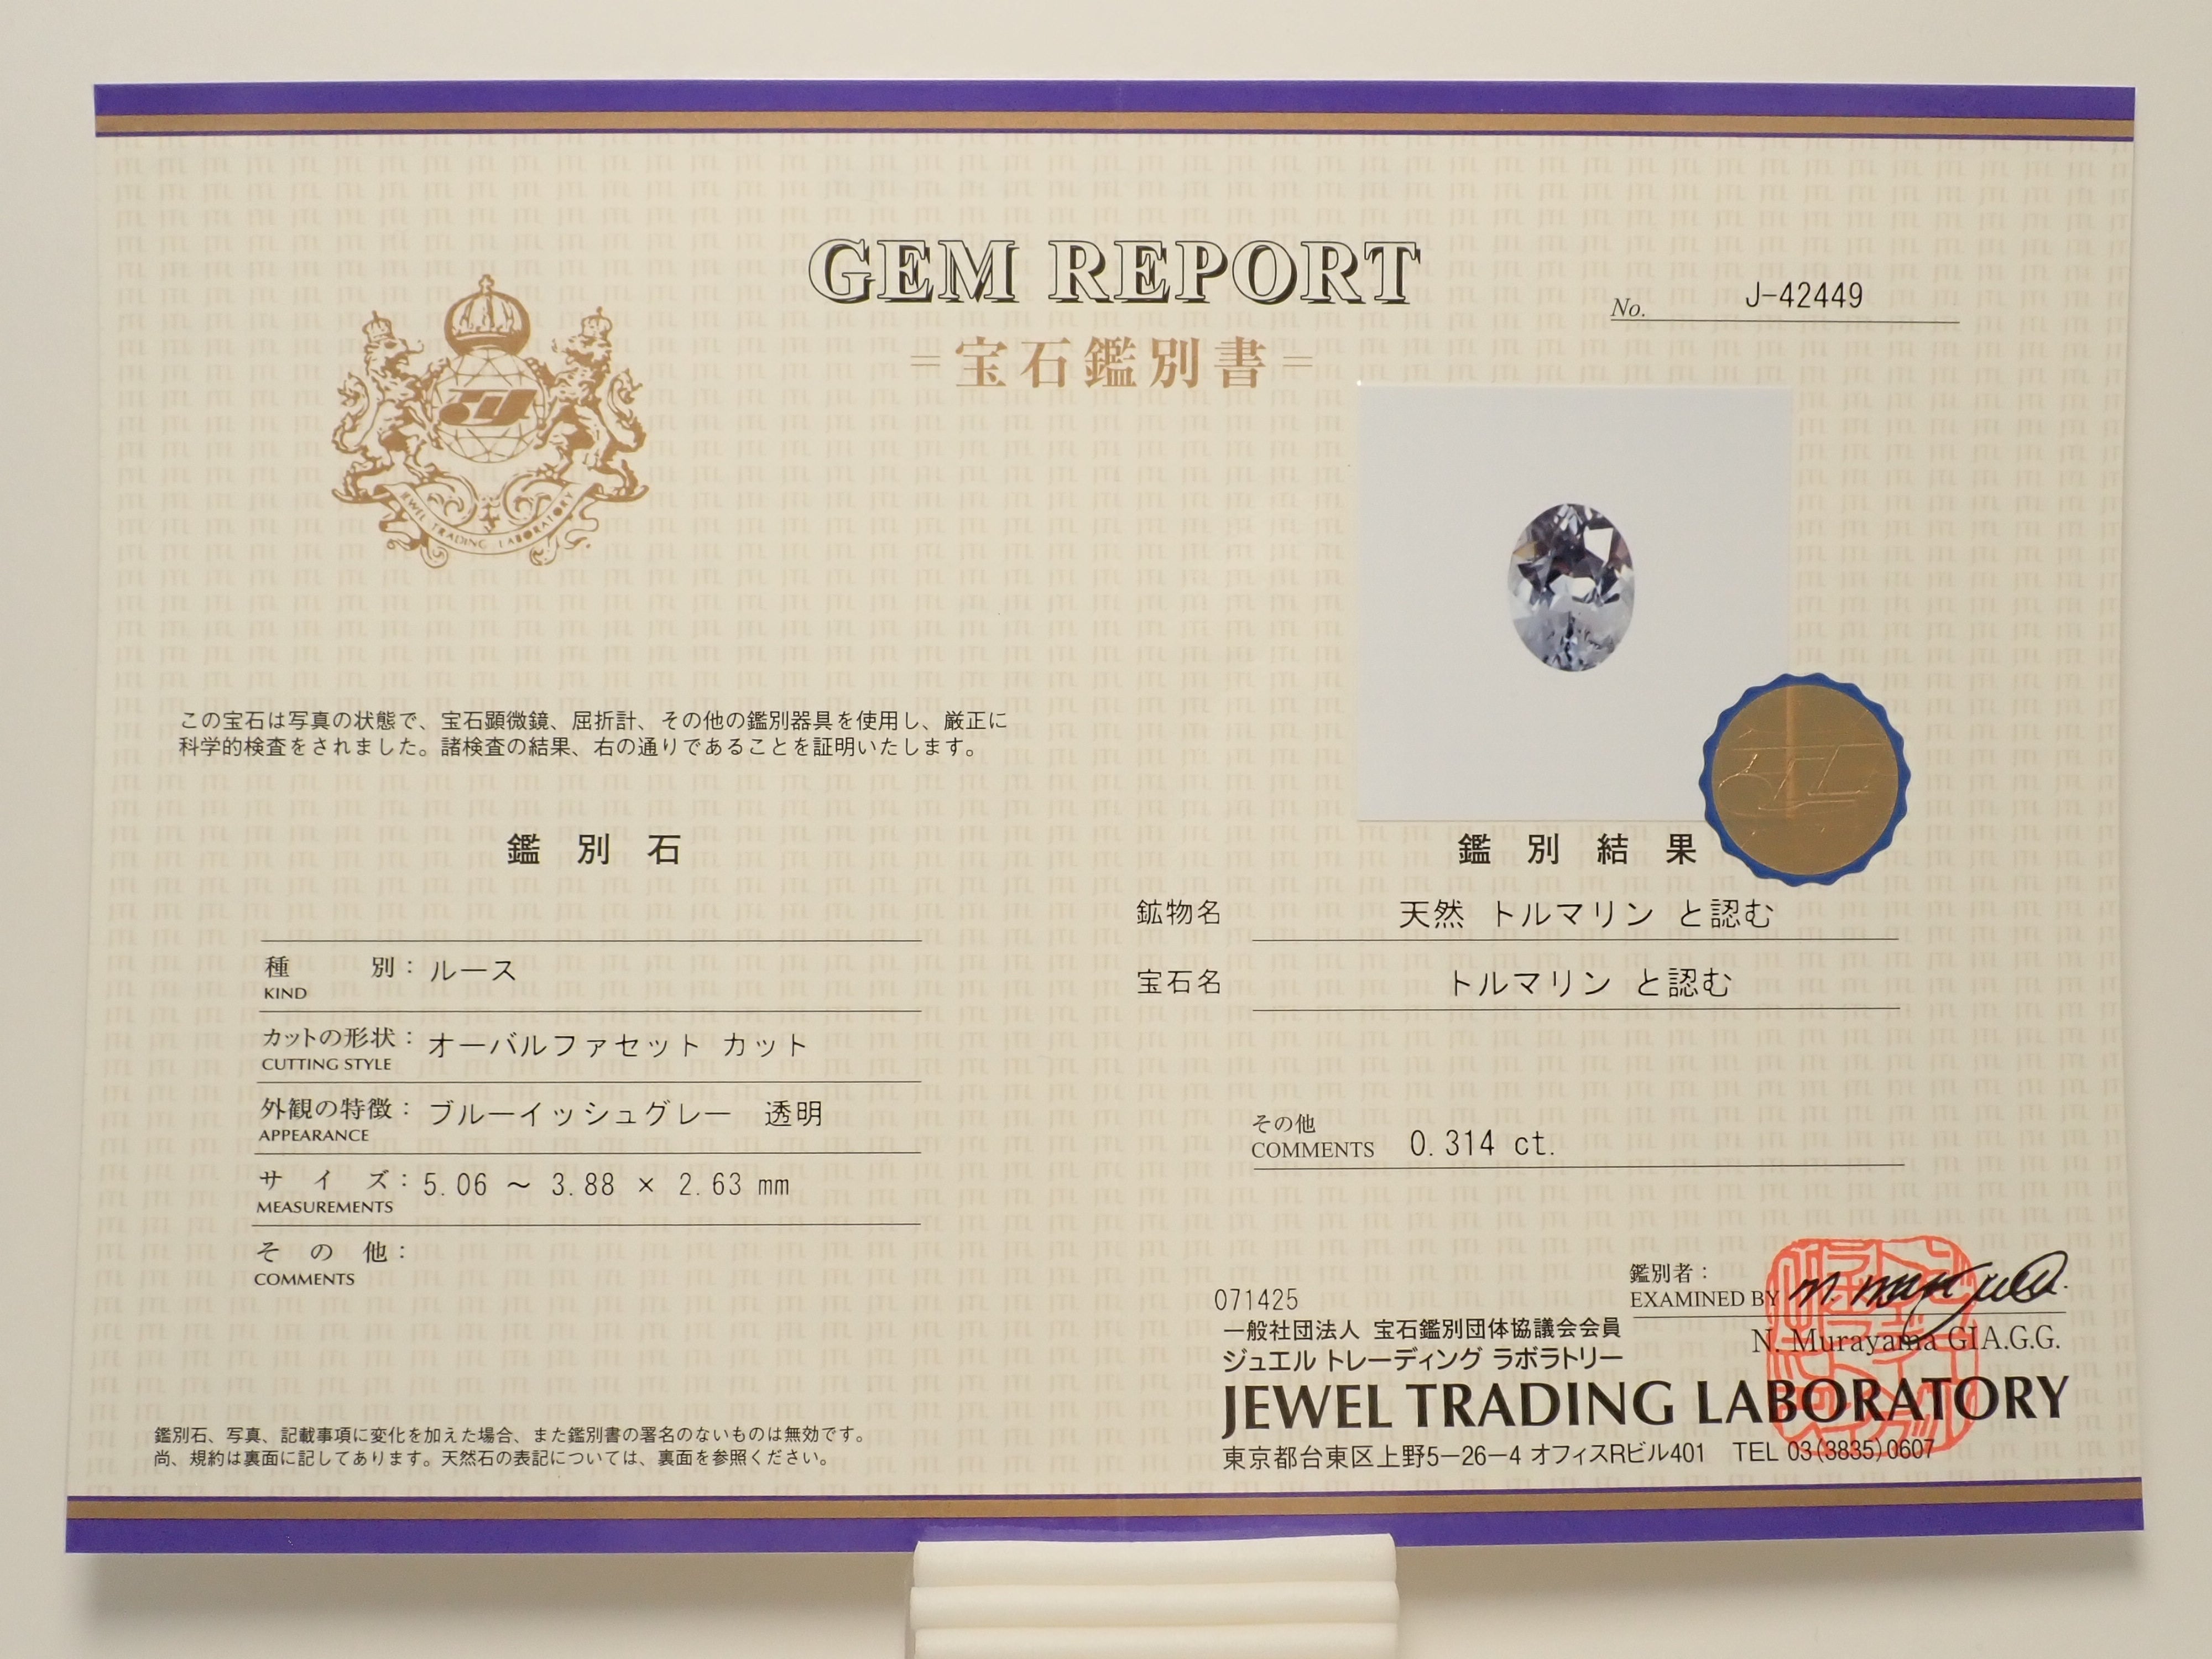 GEM REPORT
=宝石鑑別書=
No. J-42449
JEWEL TRADING LABORATORY
この宝石は写真の状態で、宝石顕微鏡、屈折計、その他の鑑別器具を使用し、厳正に
科学的検査をされました。諸検査の結果、右の通りであることを証明いたします。
鑑別石
種別: ルース
KIND
カットの形状: オーバルファセット カット
CUTTING STYLE
外観の特徴: ブルーイッシュグレー 透明
APPEARANCE
サイズ: 5.06 ～ 3.88 × 2.63 mm
MEASUREMENTS
その他:
COMMENTS
鑑別石、写真、記載事項に変化を加えた場合、また鑑別書の署名のないものは無効です。
尚、規約は裏面に記してあります。天然石の表記については、裏面を参照ください。
鑑別結果
鉱物名 天然 トルマリン と認む
宝石名 トルマリン と認む
その他
COMMENTS 0.314 ct.
鑑別者:
EXAMINED BY
N. Murayama GIA.G.G.
071425
一般社団法人 宝石鑑別団体協議会会員
ジュエル トレーディング ラボラトリー
JEWEL TRADING LABORATORY
東京都台東区上野5-26-4 オフィスRビル401 TEL 03(3835)0607